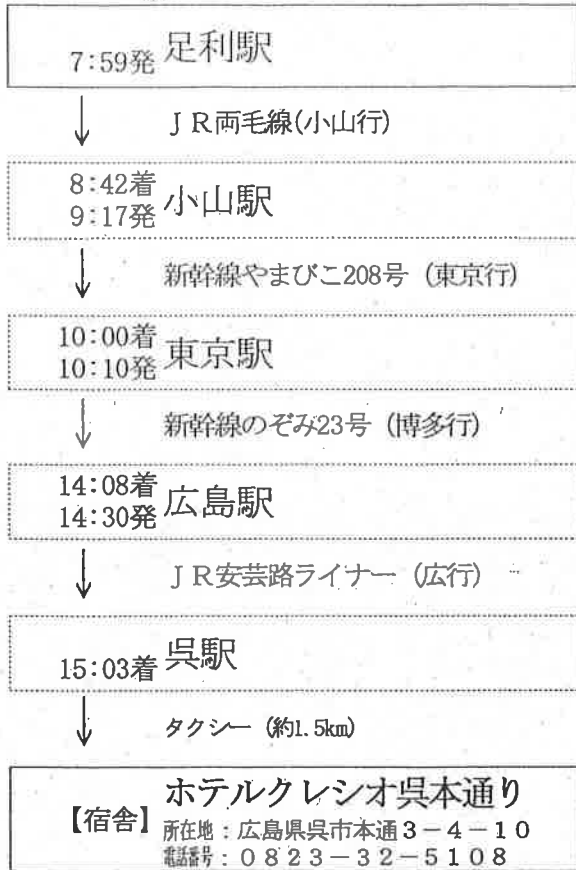 7:59発 足利駅
↓ JR両毛線(小山行)
8:42着
9:17発 小山駅
↓ 新幹線やまびこ208号 (東京行)
10:00着
10:10発 東京駅
↓ 新幹線のぞみ23号 (博多行)
14:08着
14:30発 広島駅
↓ JR安芸路ライナー (広行)
15:03着 呉駅
↓ タクシー (約1.5km)
【宿舎】 ホテルクレシオ呉本通り
所在地:広島県呉市本通3-4-10
電話番号:0823-32-5108